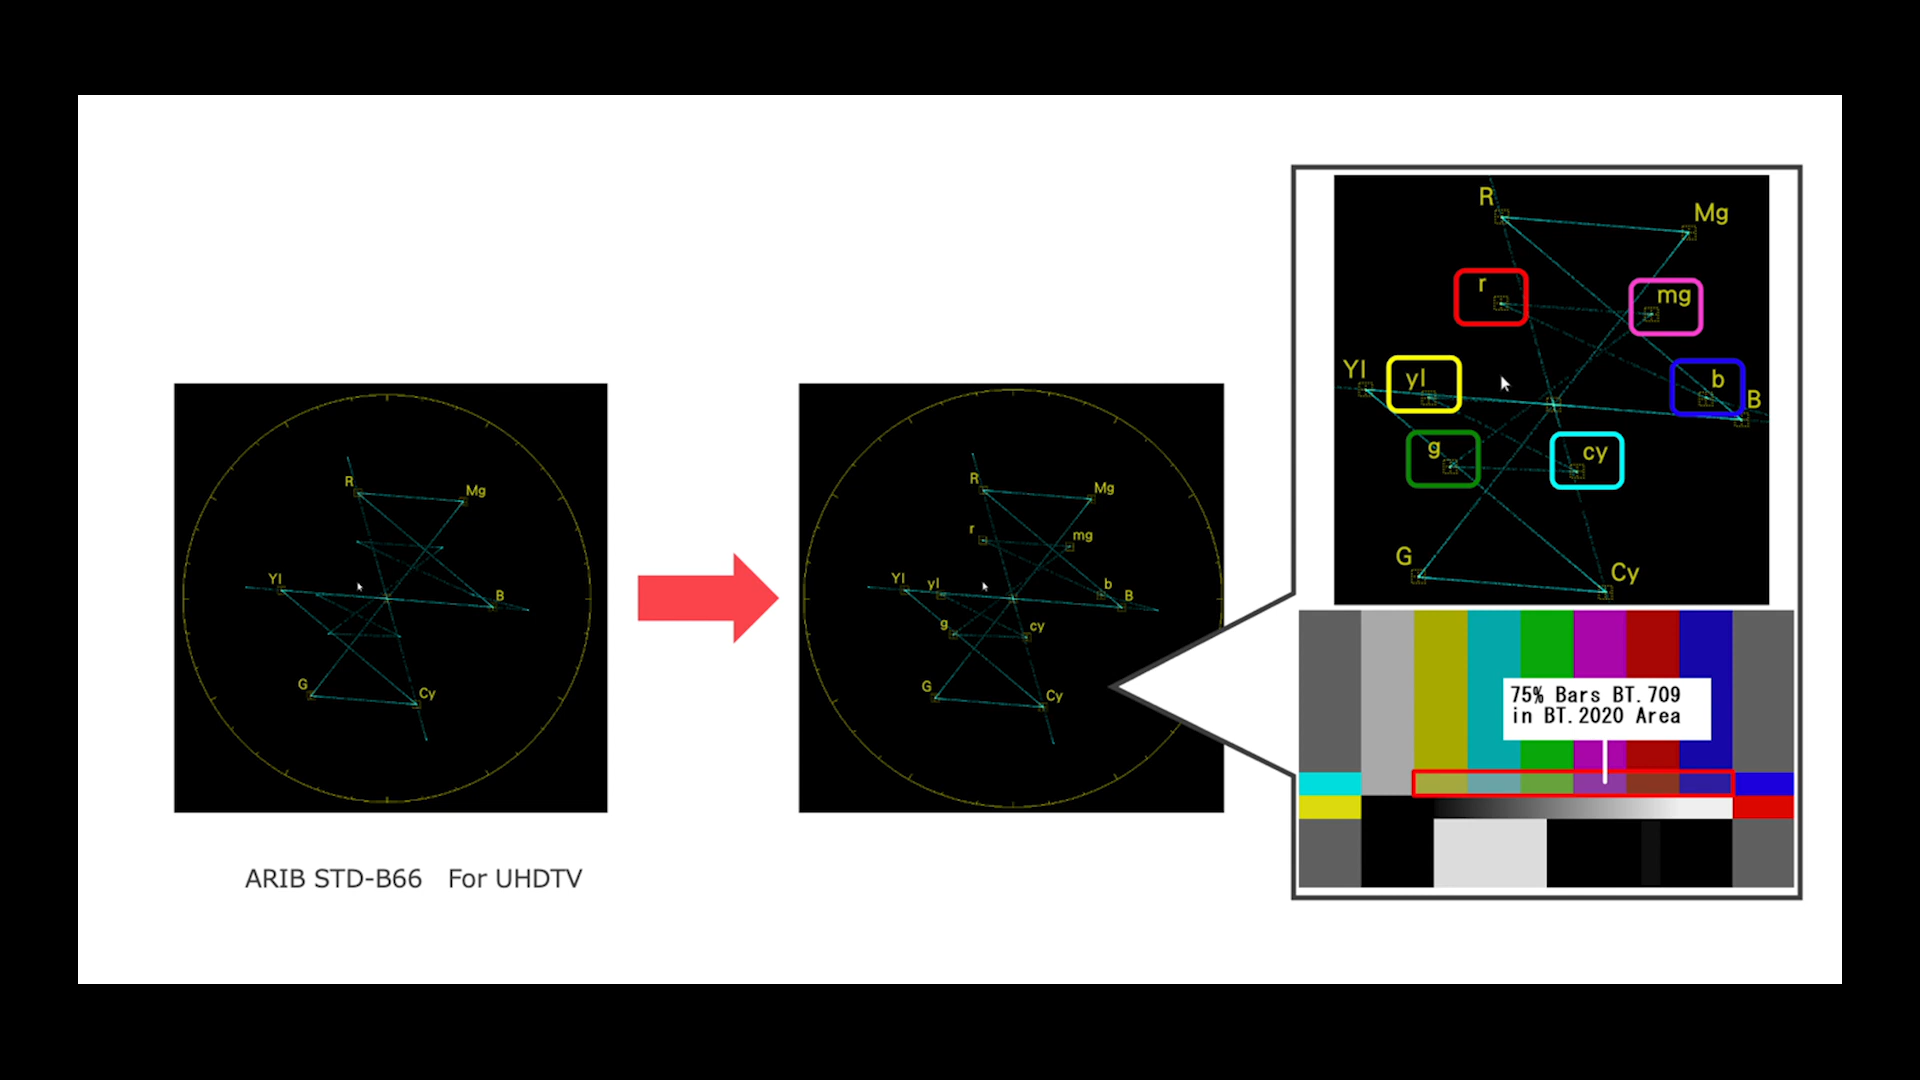 R
Mg
Yl
B
G
Cy
ARIB STD-B66 For UHDTV
R
Mg
r
mg
Yl
yl
b
B
g
cy
G
Cy
R
Mg
r
mg
Yl
yl
b
B
g
cy
G
Cy
75% Bars BT.709
in BT.2020 Area